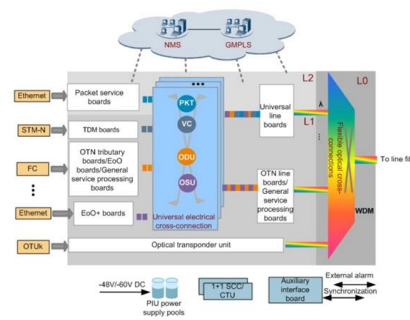 NMS
GMPLS
L2
L0
Ethernet
Packet service
boards
PKT
Universal
line
boards
L1
STM-N
TDM boards
VC
FC
OTN tributary
boards/EoO
boards/General
service processing
boards
ODU
OSU
Flexible optical cross-
connections
To line fi
OTN line
boards/
General
service
processing
boards
Ethernet
EoO+ boards
Universal electrical
cross-connection
WDM
OTUk
Optical transponder unit
-48V/-60V DC
PIU power
supply pools
1+1 SCC/
CTU
Auxiliary
interface
board
External alarm
Synchronization